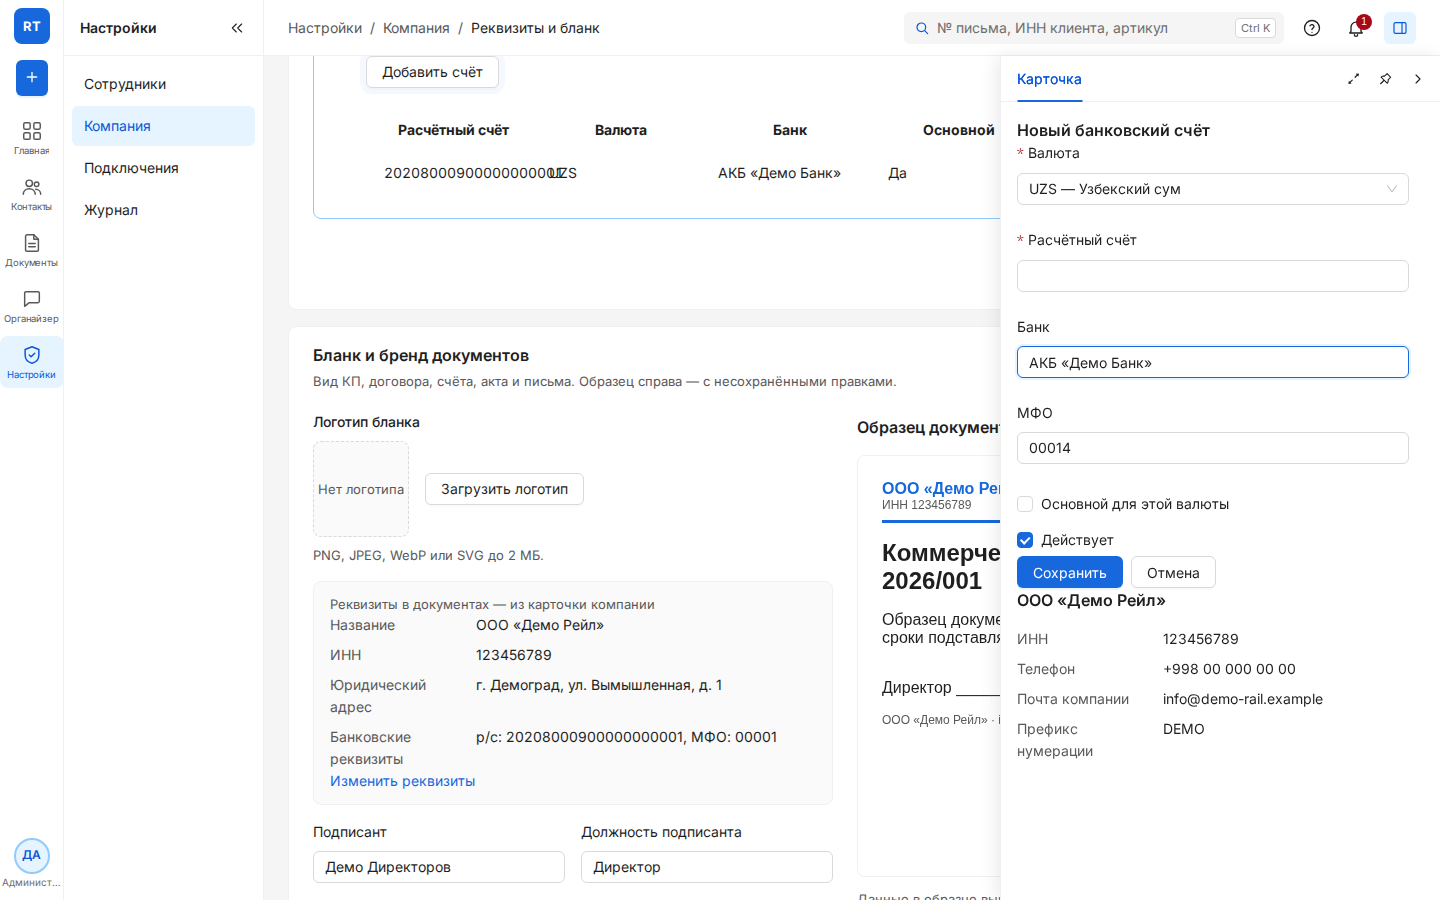 RT
Главная
Контакты
Документы
Органайзер
Настройки
ДА
Админист...
Настройки
Сотрудники
Компания
Подключения
Журнал
Настройки / Компания / Реквизиты и бланк
№ письма, ИНН клиента, артикул
Ctrl K
1
Добавить счёт
Расчётный счёт Валюта Банк Основной
UZS АКБ «Демо Банк» Да
Бланк и бренд документов
Вид КП, договора, счёта, акта и письма. Образец справа — с несохранёнными правками.
Логотип бланка
Нет логотипа
Загрузить логотип
PNG, JPEG, WebP или SVG до 2 МБ.
Реквизиты в документах — из карточки компании
Название ООО «Демо Рейл»
ИНН 123456789
Юридический адрес г. Демоград, ул. Вымышленная, д. 1
Банковские реквизиты р/с: 20208000900000000001, МФО: 00001
Изменить реквизиты
Подписант Должность подписанта
Демо Директоров Директор
Образец
ООО «Демо
ИНН 123456789
2026/001
Образец
сроки
Директор
ООО «Демо Рейл» ·
Карточка
Новый банковский счёт
* Валюта
UZS — Узбекский сум
* Расчётный счёт
Банк
АКБ «Демо Банк»
МФО
00014
Основной для этой валюты
Действует
Сохранить Отмена
ООО «Демо Рейл»
ИНН 123456789
Телефон +998 00 000 00 00
Почта компании info@demo-rail.example
Префикс нумерации DEMO